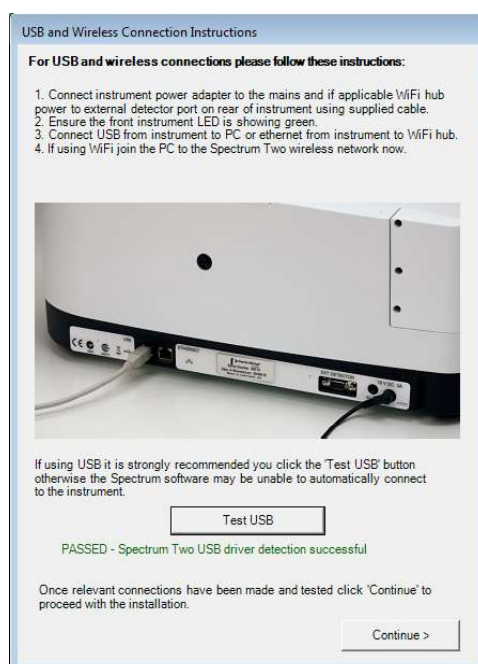 USB and Wireless Connection Instructions
For USB and wireless connections please follow these instructions:
1. Connect instrument power adapter to the mains and if applicable WiFi hub
power to external detector port on rear of instrument using supplied cable.
2. Ensure the front instrument LED is showing green.
3. Connect USB from instrument to PC or ethernet from instrument to WiFi hub.
4. If using WiFi join the PC to the Spectrum Two wireless network now.
USB
ETHERNET
EXT DETECTOR
If using USB it is strongly recommended you click the 'Test USB' button
otherwise the Spectrum software may be unable to automatically connect
to the instrument.
Test USB
PASSED - Spectrum Two USB driver detection successful
Once relevant connections have been made and tested click 'Continue' to
proceed with the installation.
Continue >